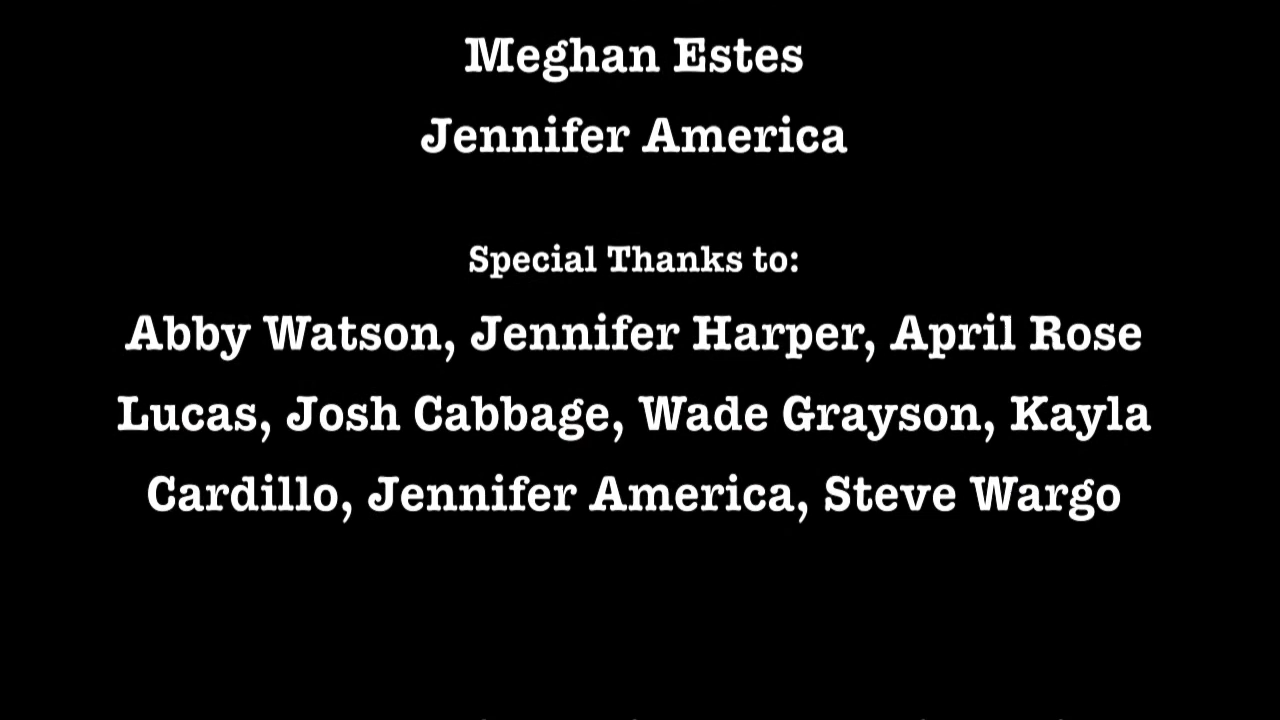 Meghan Estes
Jennifer America
Special Thanks to:
Abby Watson, Jennifer Harper, April Rose
Lucas, Josh Cabbage, Wade Grayson, Kayla
Cardillo, Jennifer America, Steve Wargo